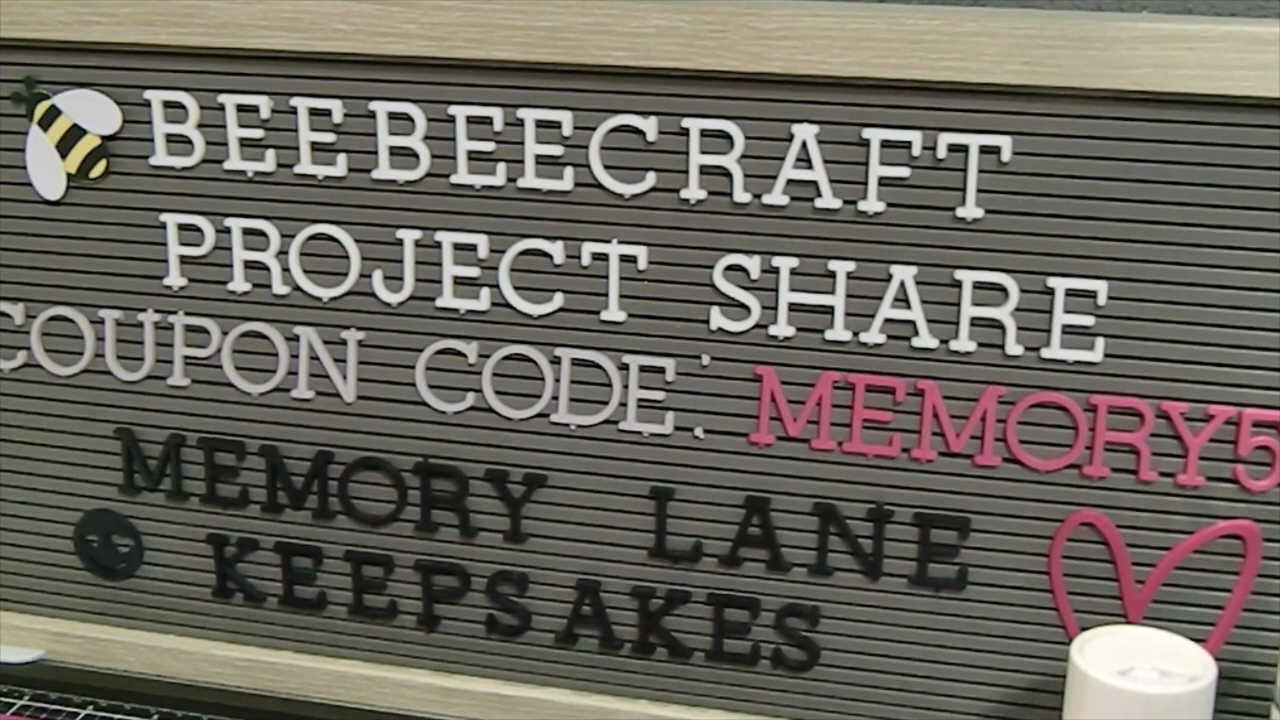 BEEBEECRAFT
PROJECT SHARE
COUPON CODE: MEMORY5
MEMORY LANE
KEEPSAKES